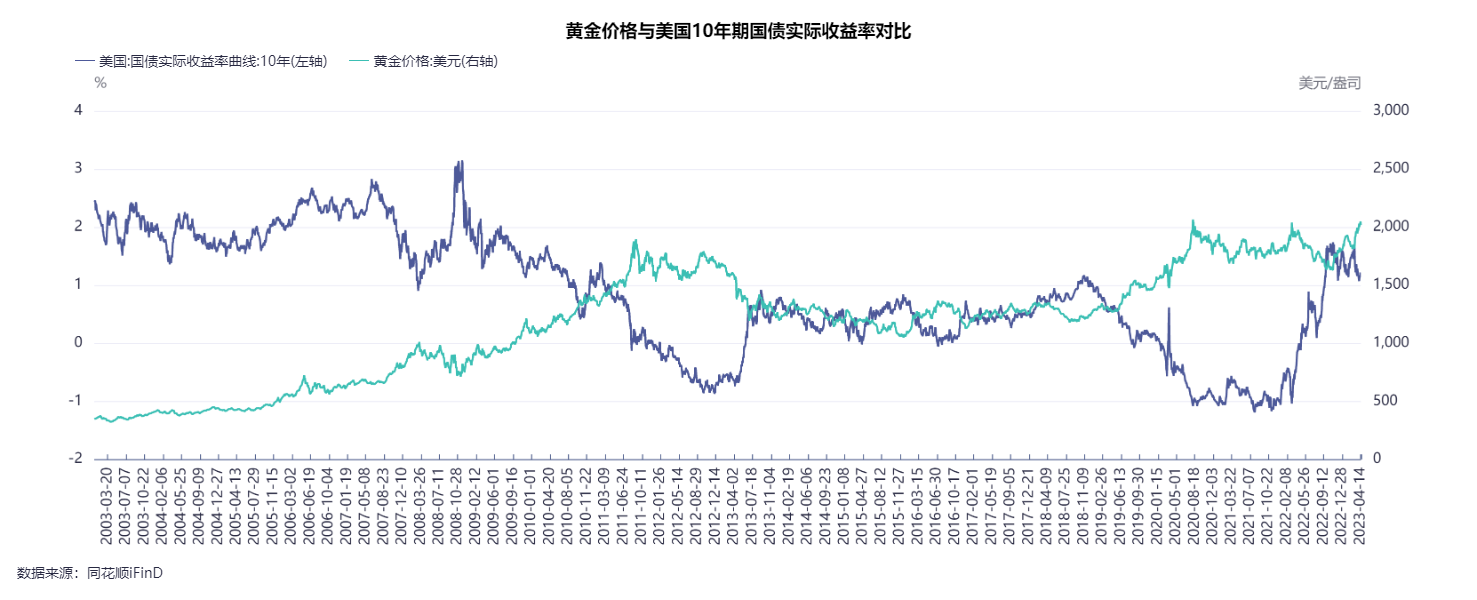 黄金价格与美国10年期国债实际收益率对比
美国:国债实际收益率曲线:10年(左轴) 黄金价格:美元(右轴)
% 美元/盎司
4 3,000
3 2,500
2 2,000
1 1,500
0 1,000
-1 500
-2 0
2003-03-20 2003-07-07 2003-10-22 2004-02-06 2004-05-25 2004-09-09 2004-12-27 2005-04-13 2005-07-29 2005-11-15 2006-03-02 2006-06-19 2006-10-04 2007-01-19 2007-05-08 2007-08-23 2007-12-10 2008-03-26 2008-07-11 2008-10-28 2009-02-12 2009-06-01 2009-09-16 2010-01-01 2010-04-20 2010-08-05 2010-11-22 2011-03-09 2011-06-24 2011-10-11 2012-01-26 2012-05-14 2012-08-29 2012-12-14 2013-04-02 2013-07-18 2013-11-04 2014-02-19 2014-06-06 2014-09-23 2015-01-08 2015-04-27 2015-08-12 2015-11-27 2016-03-15 2016-06-30 2016-10-17 2017-02-01 2017-05-19 2017-09-05 2017-12-21 2018-04-09 2018-07-25 2018-11-09 2019-02-26 2019-06-13 2019-09-30 2020-01-15 2020-05-01 2020-08-18 2020-12-03 2021-03-22 2021-07-07 2021-10-22 2022-02-08 2022-05-26 2022-09-12 2022-12-28 2023-04-14
数据来源：同花顺iFinD